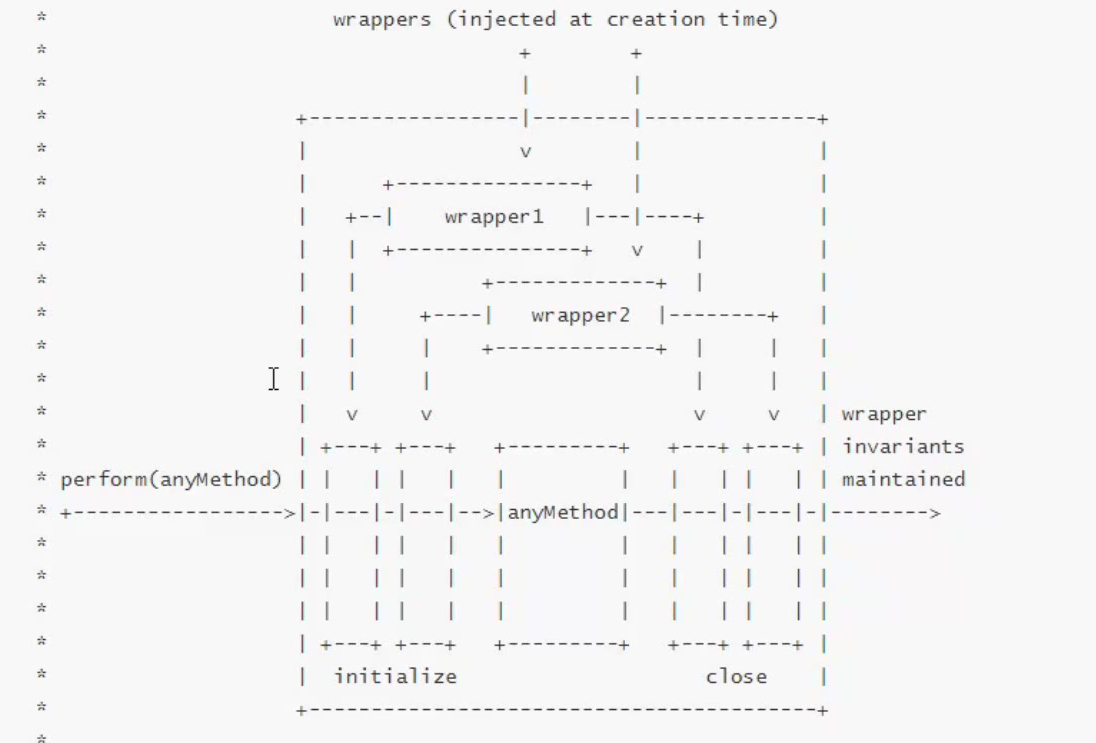 wrappers (injected at creation time)
wrapper1
wrapper2
wrapper
invariants
perform(anyMethod)
maintained
anyMethod
initialize
close